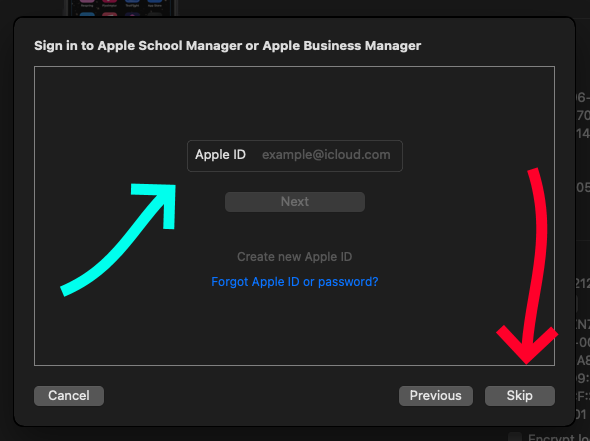 Sign in to Apple School Manager or Apple Business Manager
Apple ID example@icloud.com
Next
Create new Apple ID
Forgot Apple ID or password?
Cancel Previous Skip